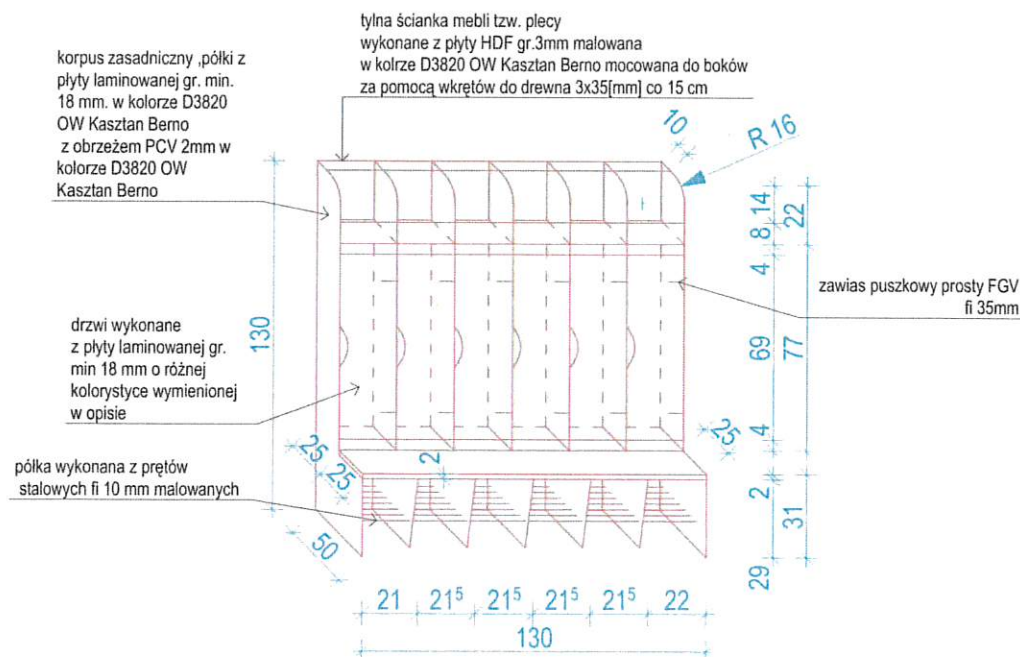 tylna ścianka mebli tzw. plecy
wykonane z płyty HDF gr.3mm malowana
w kolrze D3820 OW Kasztan Berno mocowana do boków
za pomocą wkrętów do drewna 3x35[mm] co 15 cm
korpus zasadniczy ,półki z
płyty laminowanej gr. min.
18 mm. w kolorze D3820
OW Kasztan Berno
z obrzeżem PCV 2mm w
kolorze D3820 OW
Kasztan Berno
10
R 16
14
22
8
4
zawias puszkowy prosty FGV
fi 35mm
130
drzwi wykonane
z płyty laminowanej gr.
min 18 mm o różnej
kolorystyce wymienionej
w opisie
69
77
4
25
25
25
2
półka wykonana z prętów
stalowych fi 10 mm malowanych
2
31
50
29
21
21⁵
21⁵
21⁵
21⁵
22
130